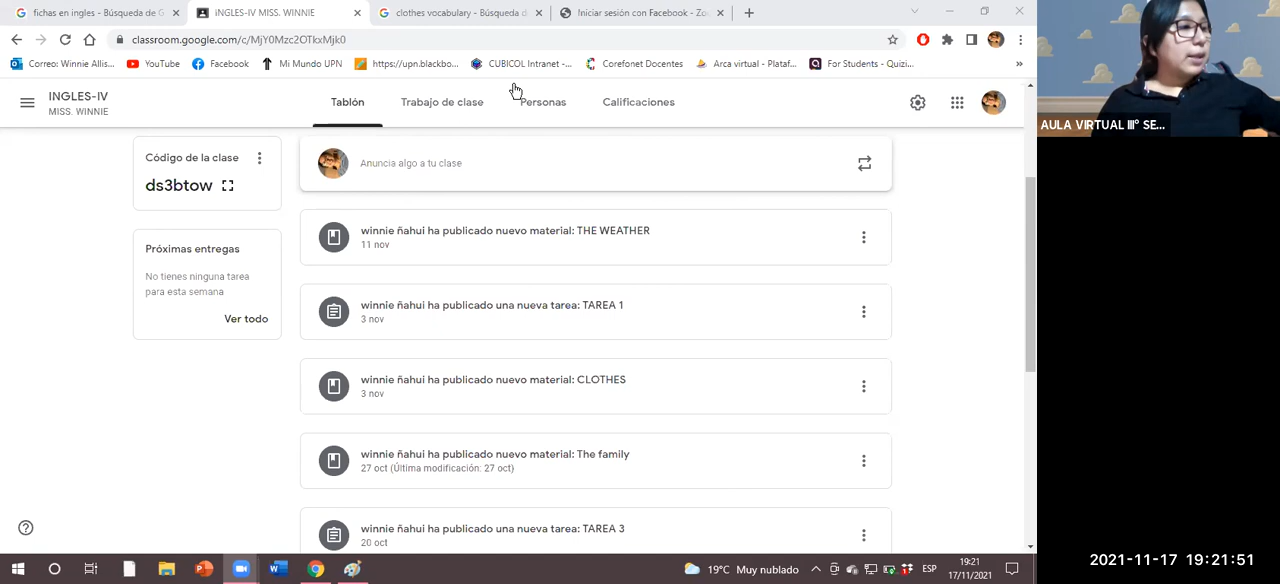 fichas en ingles - Búsqueda de G
iNGLES-IV MISS. WINNIE
clothes vocabulary - Búsqueda d
Iniciar sesión con Facebook - Zo
classroom.google.com/c/MjY0Mzc2OTkxMjk0
Correo: Winnie Allis...
YouTube
Facebook
Mi Mundo UPN
https://upn.blackbo...
URBICOL Intranet -...
Corefonet Docentes
Arca virtual - Plataf...
For Students - Quizi...
INGLES-IV
MISS. WINNIE
Tablón
Trabajo de clase
Personas
Calificaciones
Código de la clase
ds3btow
Próximas entregas
No tienes ninguna tarea
para esta semana
Ver todo
Anuncia algo a tu clase
winnie ñahui ha publicado nuevo material: THE WEATHER
11 nov
winnie ñahui ha publicado una nueva tarea: TAREA 1
3 nov
winnie ñahui ha publicado nuevo material: CLOTHES
3 nov
winnie ñahui ha publicado nuevo material: The family
27 oct (Última modificación: 27 oct)
winnie ñahui ha publicado una nueva tarea: TAREA 3
20 oct
19°C Muy nublado
ESP
19:21
17/11/2021
AULA VIRTUAL III° SE...
2021-11-17 19:21:51